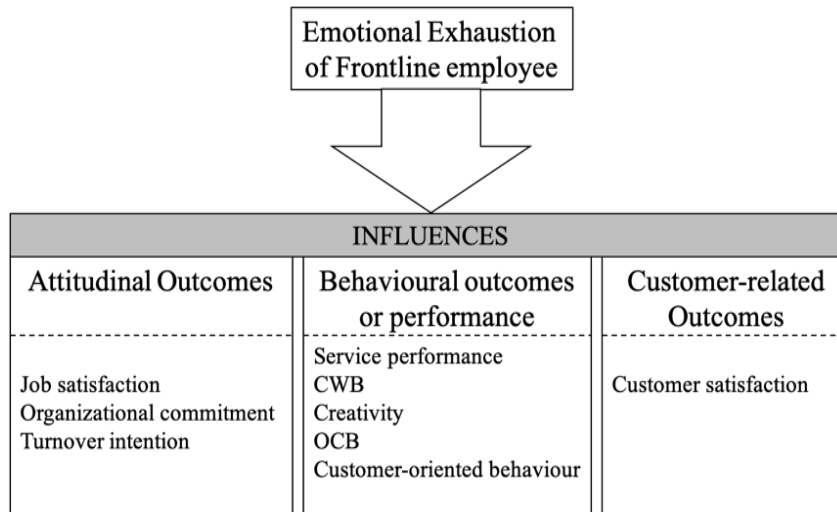 Emotional Exhaustion
of Frontline employee
INFLUENCES
Attitudinal Outcomes
Job satisfaction
Organizational commitment
Turnover intention
Behavioural outcomes
or performance
Service performance
CWB
Creativity
OCB
Customer-oriented behaviour
Customer-related
Outcomes
Customer satisfaction